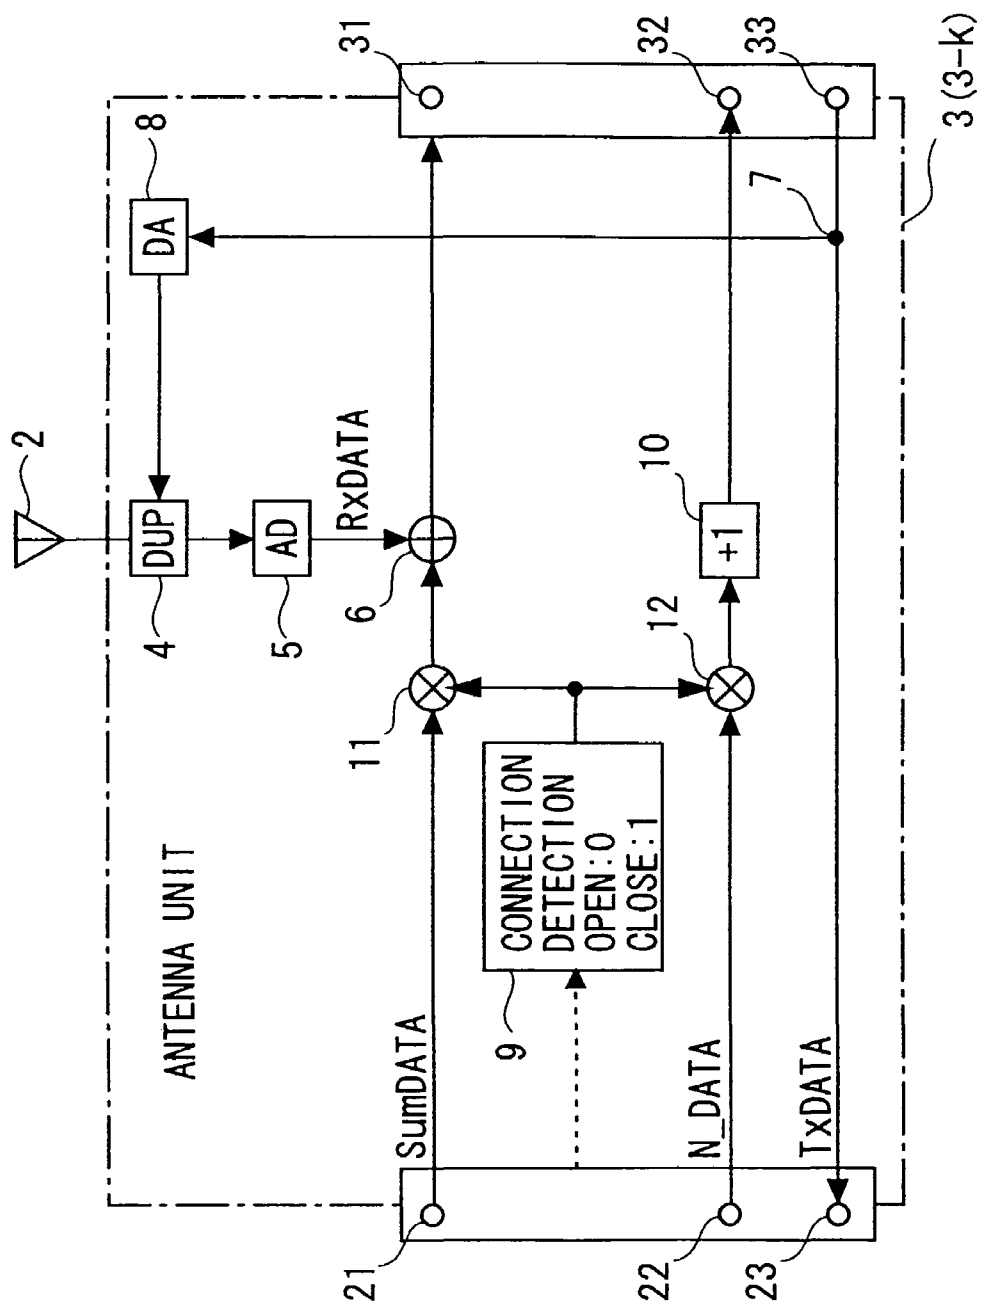 ANTENNA UNIT
2
DUP
4
DA
8
AD
5
RxDATA
6
SumDATA
11
21
31
CONNECTION
DETECTION
OPEN:0
CLOSE:1
9
N_DATA
12
+1
10
22
32
TxDATA
7
23
33
3 (3-k)